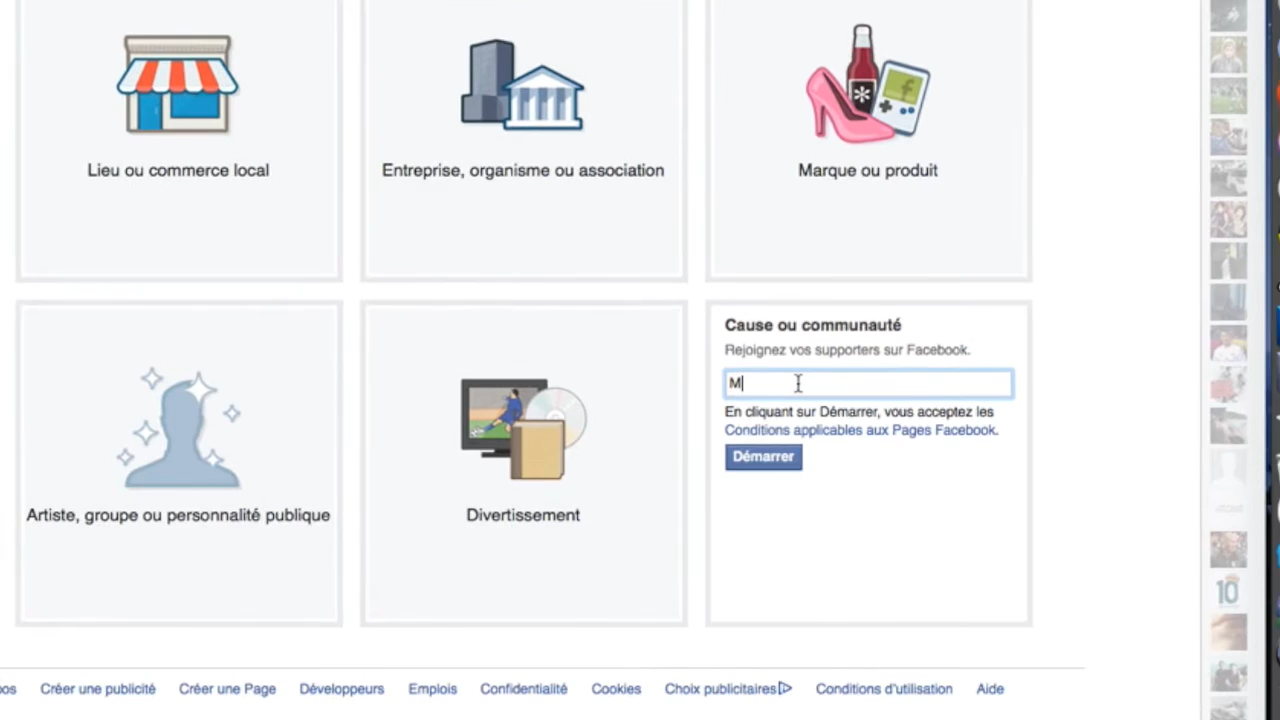 Lieu ou commerce local
Entreprise, organisme ou association
Marque ou produit
Artiste, groupe ou personnalité publique
Divertissement
Cause ou communauté
Rejoignez vos supporters sur Facebook.
M
En cliquant sur Démarrer, vous acceptez les
Conditions applicables aux Pages Facebook.
Démarrer
10
Créer une publicité Créer une Page Développeurs Emplois Confidentialité Cookies Choix publicitaires Conditions d'utilisation Aide